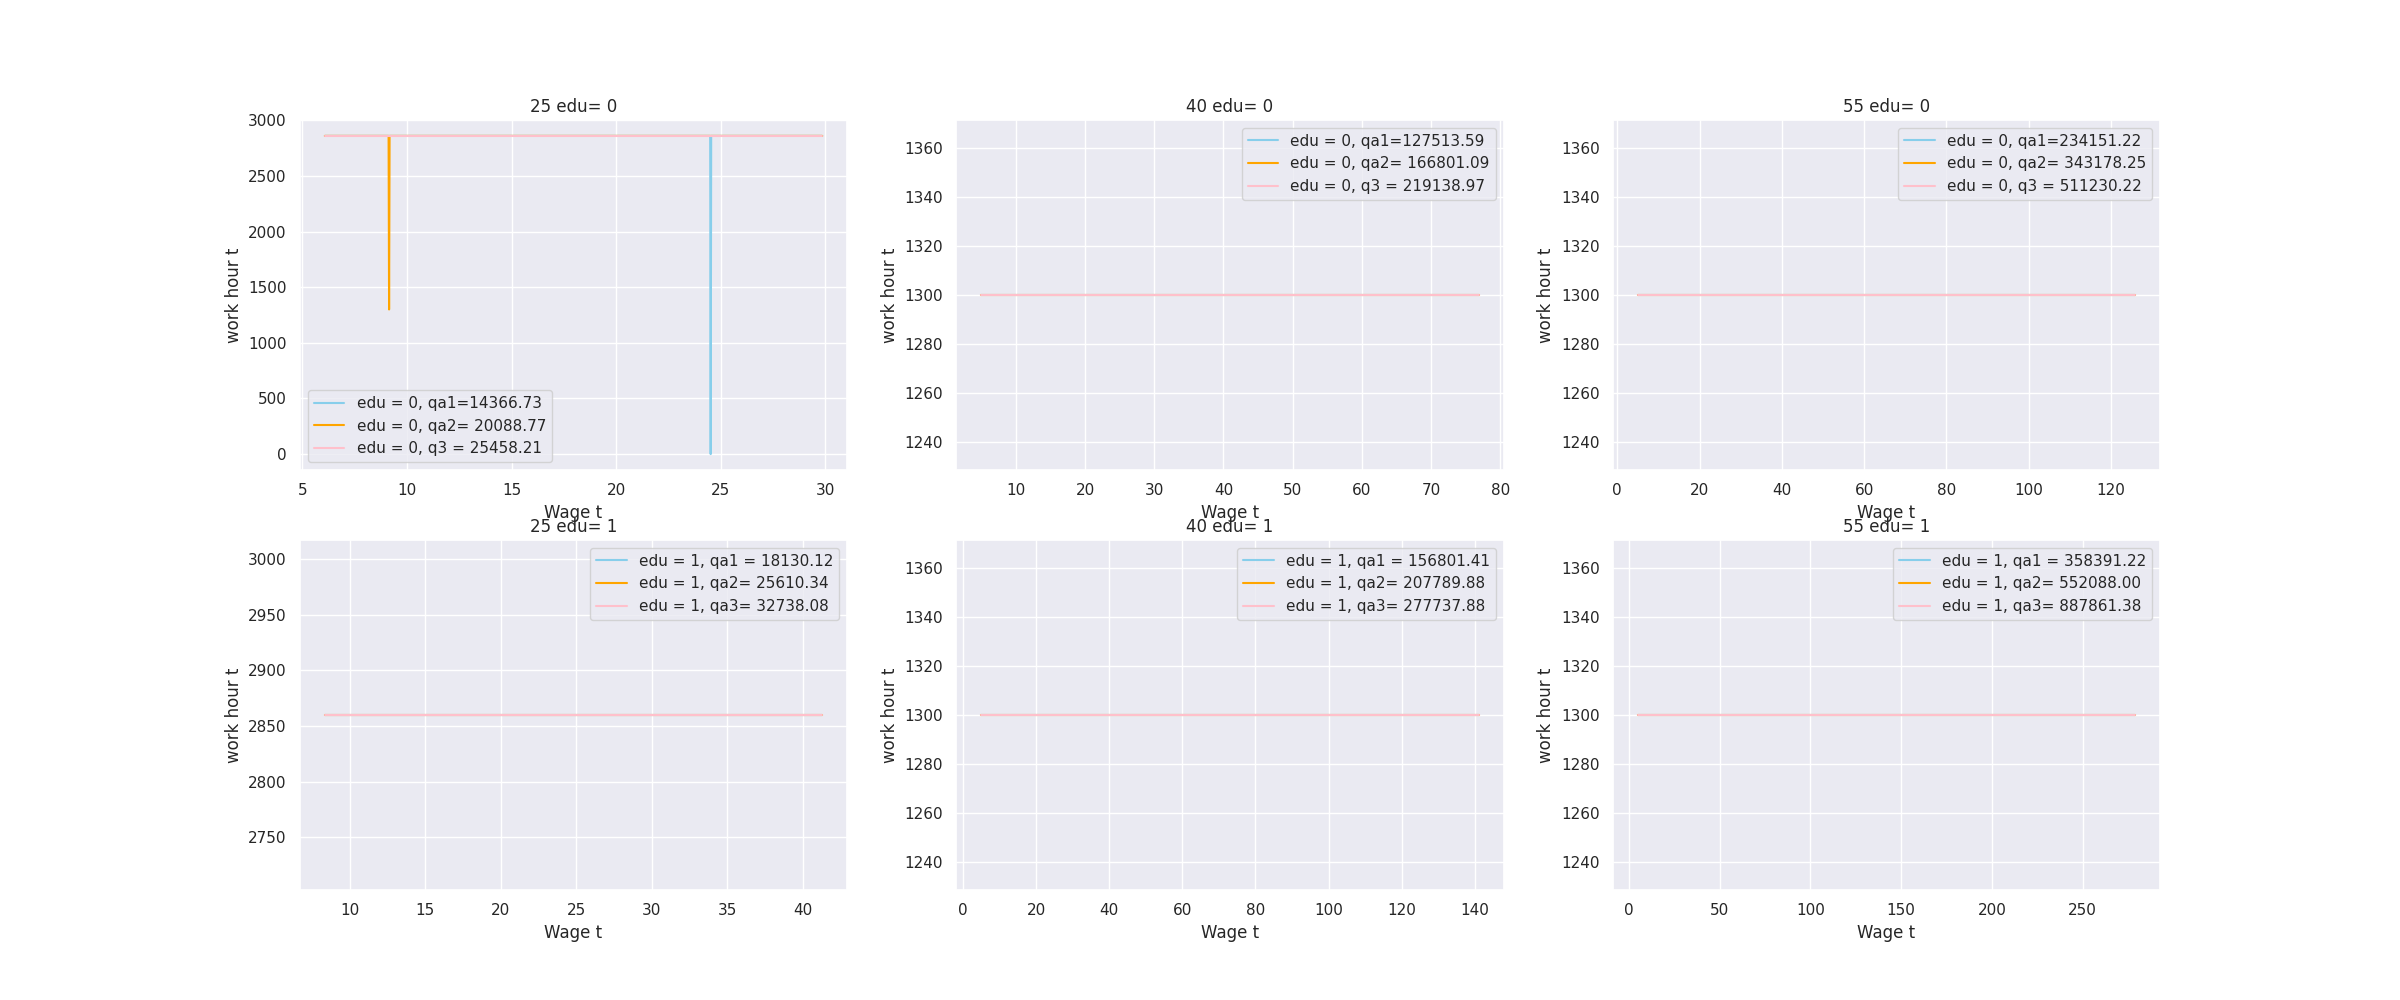 25 edu= 0
3000
2500
2000
1500
1000
500
0
work hour t
edu = 0, qa1=14366.73
edu = 0, qa2= 20088.77
edu = 0, q3 = 25458.21
5 10 15 20 25 30
Wage t
40 edu= 0
1360
1340
1320
1300
1280
1260
1240
work hour t
edu = 0, qa1=127513.59
edu = 0, qa2= 166801.09
edu = 0, q3 = 219138.97
10 20 30 40 50 60 70 80
Wage t
55 edu= 0
1360
1340
1320
1300
1280
1260
1240
work hour t
edu = 0, qa1=234151.22
edu = 0, qa2= 343178.25
edu = 0, q3 = 511230.22
0 20 40 60 80 100 120
Wage t
25 edu= 1
3000
2950
2900
2850
2800
2750
work hour t
edu = 1, qa1 = 18130.12
edu = 1, qa2= 25610.34
edu = 1, qa3= 32738.08
10 15 20 25 30 35 40
Wage t
40 edu= 1
1360
1340
1320
1300
1280
1260
1240
work hour t
edu = 1, qa1 = 156801.41
edu = 1, qa2= 207789.88
edu = 1, qa3= 277737.88
0 20 40 60 80 100 120 140
Wage t
55 edu= 1
1360
1340
1320
1300
1280
1260
1240
work hour t
edu = 1, qa1 = 358391.22
edu = 1, qa2= 552088.00
edu = 1, qa3= 887861.38
0 50 100 150 200 250
Wage t